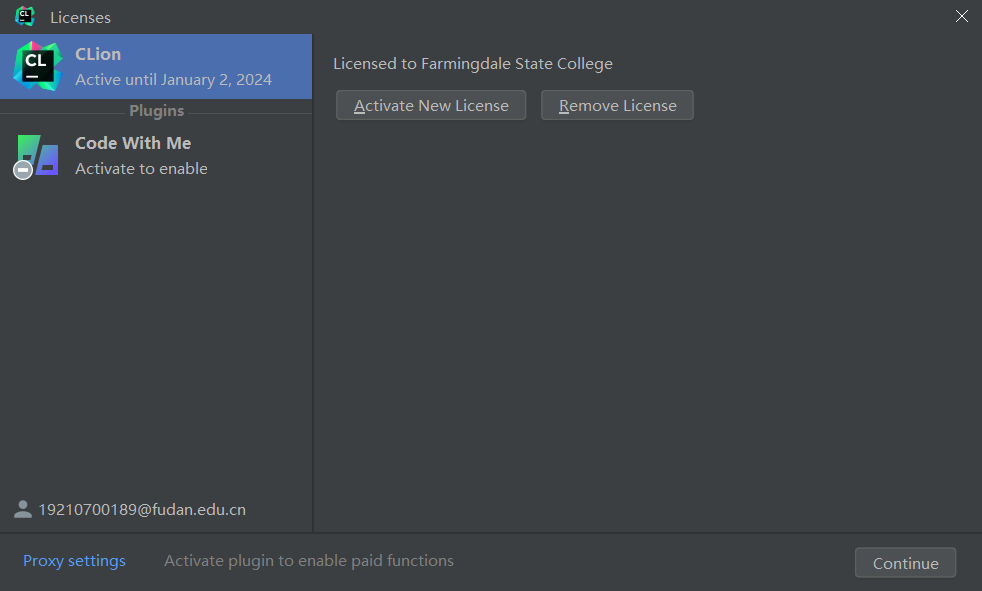 CL
Licenses
CL
CLion
Active until January 2, 2024
Plugins
Code With Me
Activate to enable
19210700189@fudan.edu.cn
Licensed to Farmingdale State College
Activate New License
Remove License
Proxy settings
Activate plugin to enable paid functions
Continue